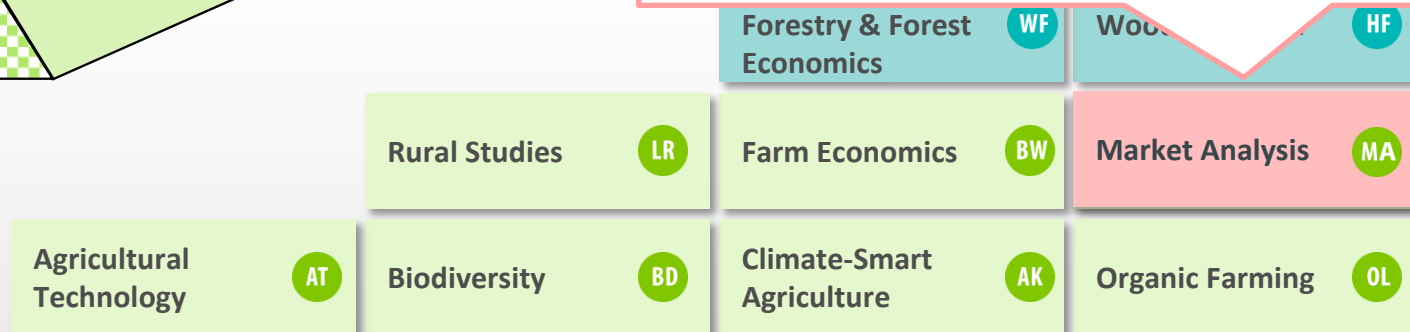 Forestry & Forest
Economics
WF
HF
Rural Studies
LR
Farm Economics
BW
Market Analysis
MA
Agricultural
Technology
AT
Biodiversity
BD
Climate-Smart
Agriculture
AK
Organic Farming
OL